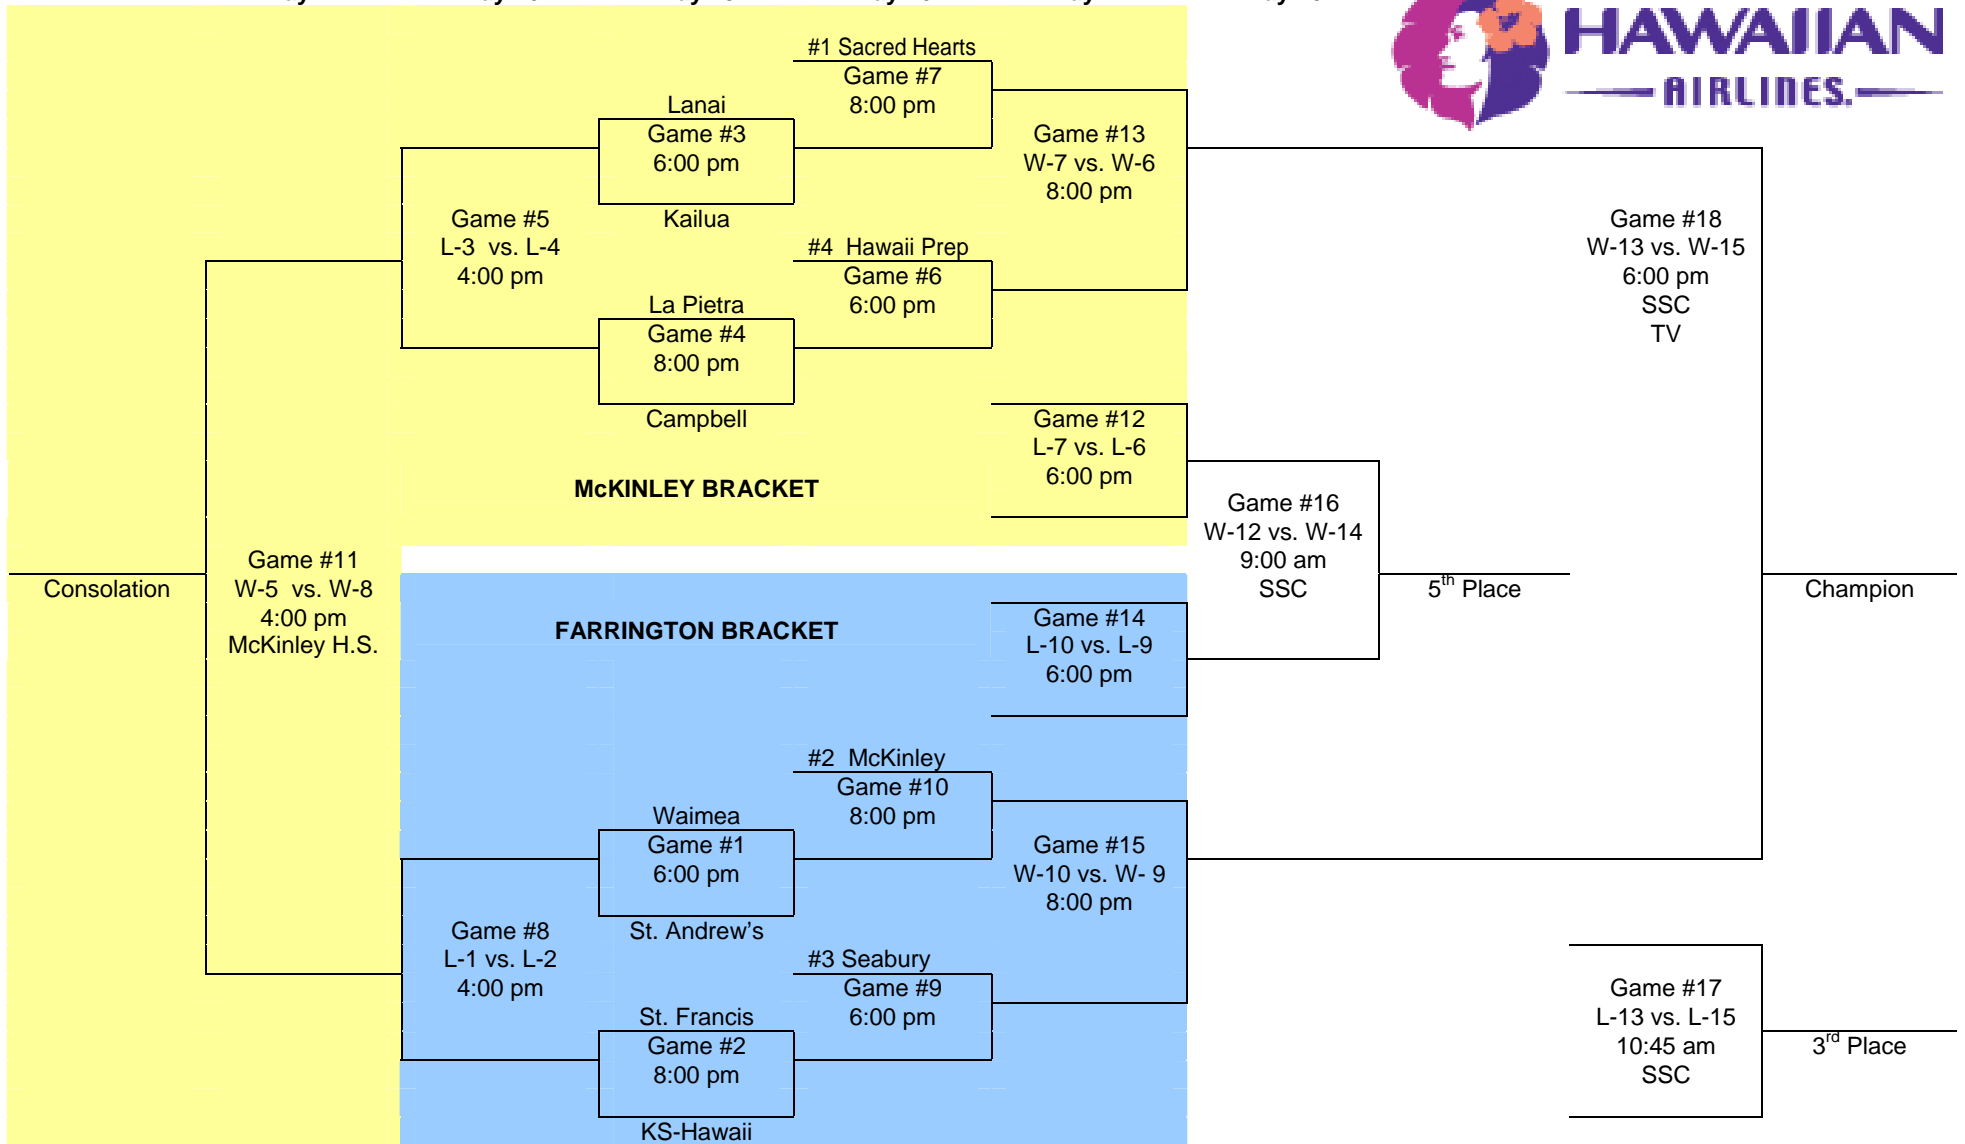 HAWAIIAN
AIRLINES.
#1 Sacred Hearts
Game #7
8:00 pm
Lanai
Game #3
6:00 pm
Kailua
Game #13
W-7 vs. W-6
8:00 pm
Game #5
L-3 vs. L-4
4:00 pm
#4 Hawaii Prep
Game #6
6:00 pm
La Pietra
Game #4
8:00 pm
Campbell
Game #18
W-13 vs. W-15
6:00 pm
SSC
TV
Game #12
L-7 vs. L-6
6:00 pm
McKINLEY BRACKET
Game #16
W-12 vs. W-14
9:00 am
SSC
Game #11
W-5 vs. W-8
4:00 pm
McKinley H.S.
Consolation
5th Place
Champion
FARRINGTON BRACKET
Game #14
L-10 vs. L-9
6:00 pm
#2 McKinley
Game #10
8:00 pm
Waimea
Game #1
6:00 pm
St. Andrew's
Game #15
W-10 vs. W- 9
8:00 pm
Game #8
L-1 vs. L-2
4:00 pm
#3 Seabury
Game #9
6:00 pm
St. Francis
Game #2
8:00 pm
KS-Hawaii
Game #17
L-13 vs. L-15
10:45 am
SSC
3rd Place